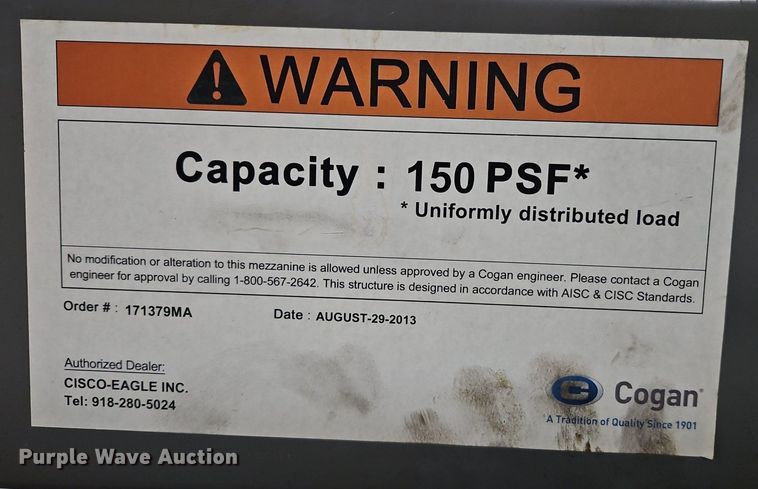 WARNING
Capacity : 150 PSF*
* Uniformly distributed load
No modification or alteration to this mezzanine is allowed unless approved by a Cogan engineer. Please contact a Cogan
engineer for approval by calling 1-800-567-2642. This structure is designed in accordance with AISC & CISC Standards.
Order # : 171379MA Date : AUGUST-29-2013
Authorized Dealer:
CISCO-EAGLE INC.
Tel: 918-280-5024
Cogan
A Tradition of Quality Since 1901
Purple Wave Auction